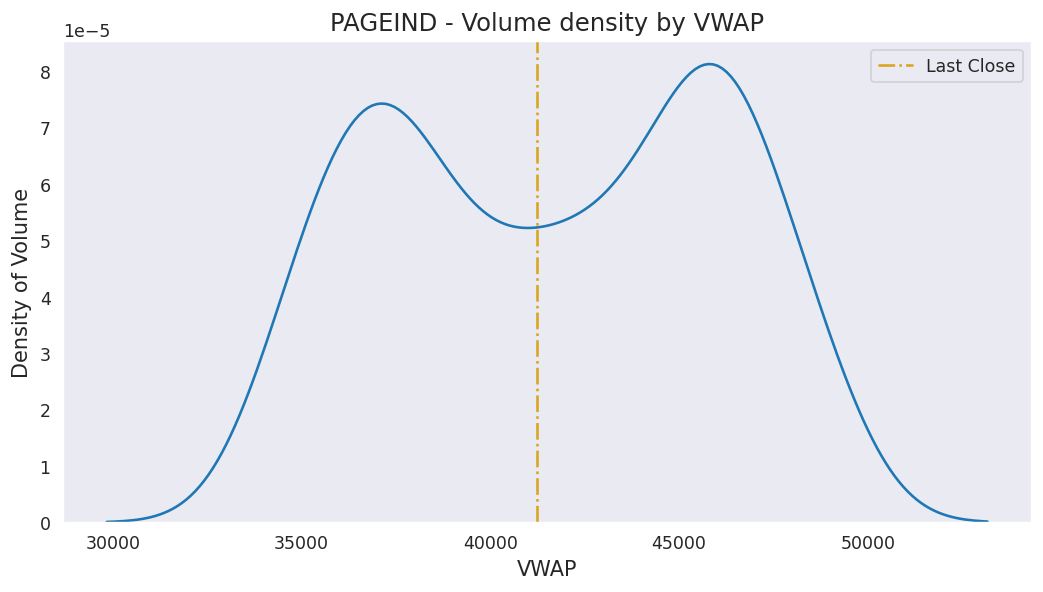 PAGEIND - Volume density by VWAP
1e−5
Last Close
8
7
6
5
4
3
2
1
0
Density of Volume
30000 35000 40000 45000 50000
VWAP